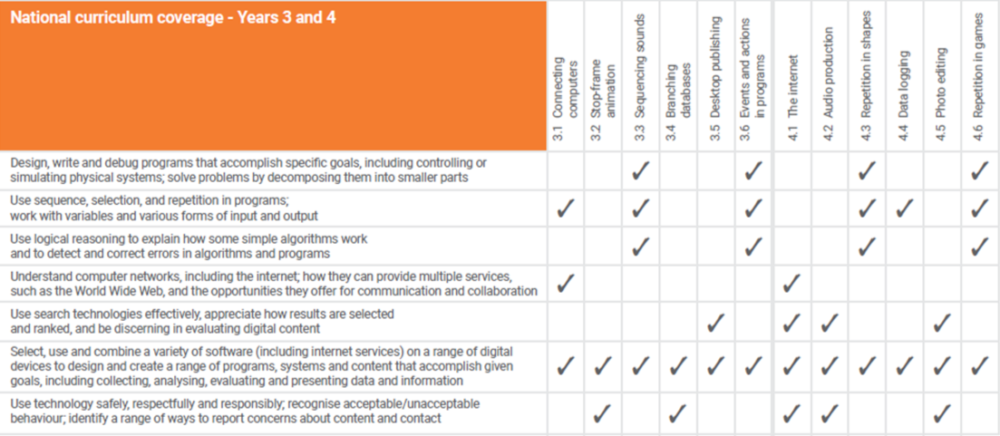 National curriculum coverage - Years 3 and 4
3.1 Connecting
computers
3.2 Stop-frame
animation
3.3 Sequencing sounds
3.4 Branching
databases
3.5 Desktop publishing
3.6 Events and actions
in programs
4.1 The internet
4.2 Audio production
4.3 Repetition in shapes
4.4 Data logging
4.5 Photo editing
4.6 Repetition in games
Design, write and debug programs that accomplish specific goals, including controlling or
simulating physical systems; solve problems by decomposing them into smaller parts
✓ ✓ ✓ ✓
Use sequence, selection, and repetition in programs;
work with variables and various forms of input and output
✓ ✓ ✓ ✓ ✓ ✓
Use logical reasoning to explain how some simple algorithms work
and to detect and correct errors in algorithms and programs
✓ ✓ ✓ ✓
Understand computer networks, including the internet; how they can provide multiple services,
such as the World Wide Web, and the opportunities they offer for communication and collaboration
✓ ✓
Use search technologies effectively, appreciate how results are selected
and ranked, and be discerning in evaluating digital content
✓ ✓ ✓ ✓
Select, use and combine a variety of software (including internet services) on a range of digital
devices to design and create a range of programs, systems and content that accomplish given
goals, including collecting, analysing, evaluating and presenting data and information
✓ ✓ ✓ ✓ ✓ ✓ ✓ ✓ ✓ ✓ ✓ ✓
Use technology safely, respectfully and responsibly; recognise acceptable/unacceptable
behaviour; identify a range of ways to report concerns about content and contact
✓ ✓ ✓ ✓ ✓